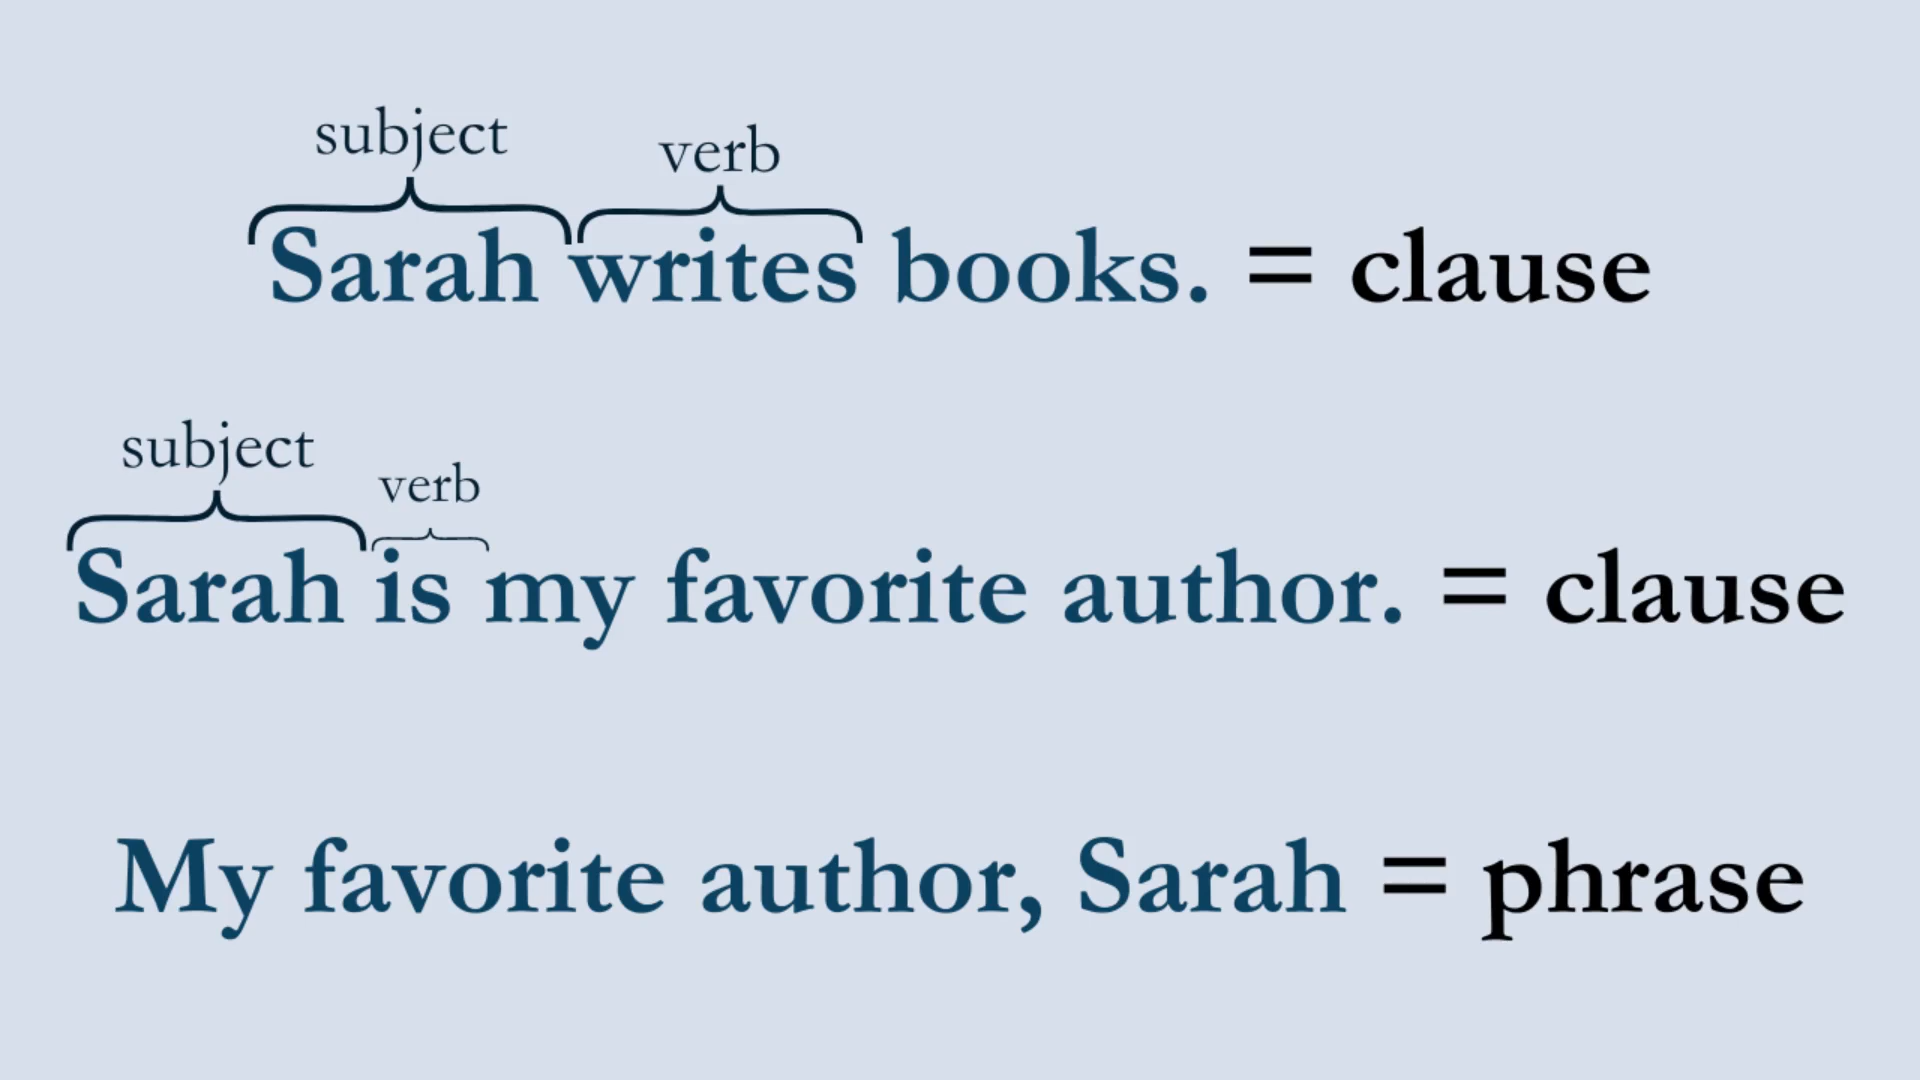 subject verb
Sarah writes books. = clause
subject
verb
Sarah is my favorite author. = clause
My favorite author, Sarah = phrase